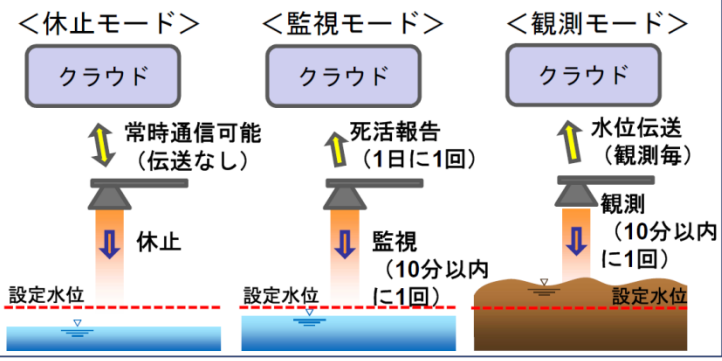 ＜休止モード＞
クラウド
常時通信可能
（伝送なし）
休止
設定水位
＜監視モード＞
クラウド
死活報告
（1日に1回）
監視
（10分以内
に1回）
設定水位
＜観測モード＞
クラウド
水位伝送
（観測毎）
観測
（10分以内
に1回）
設定水位